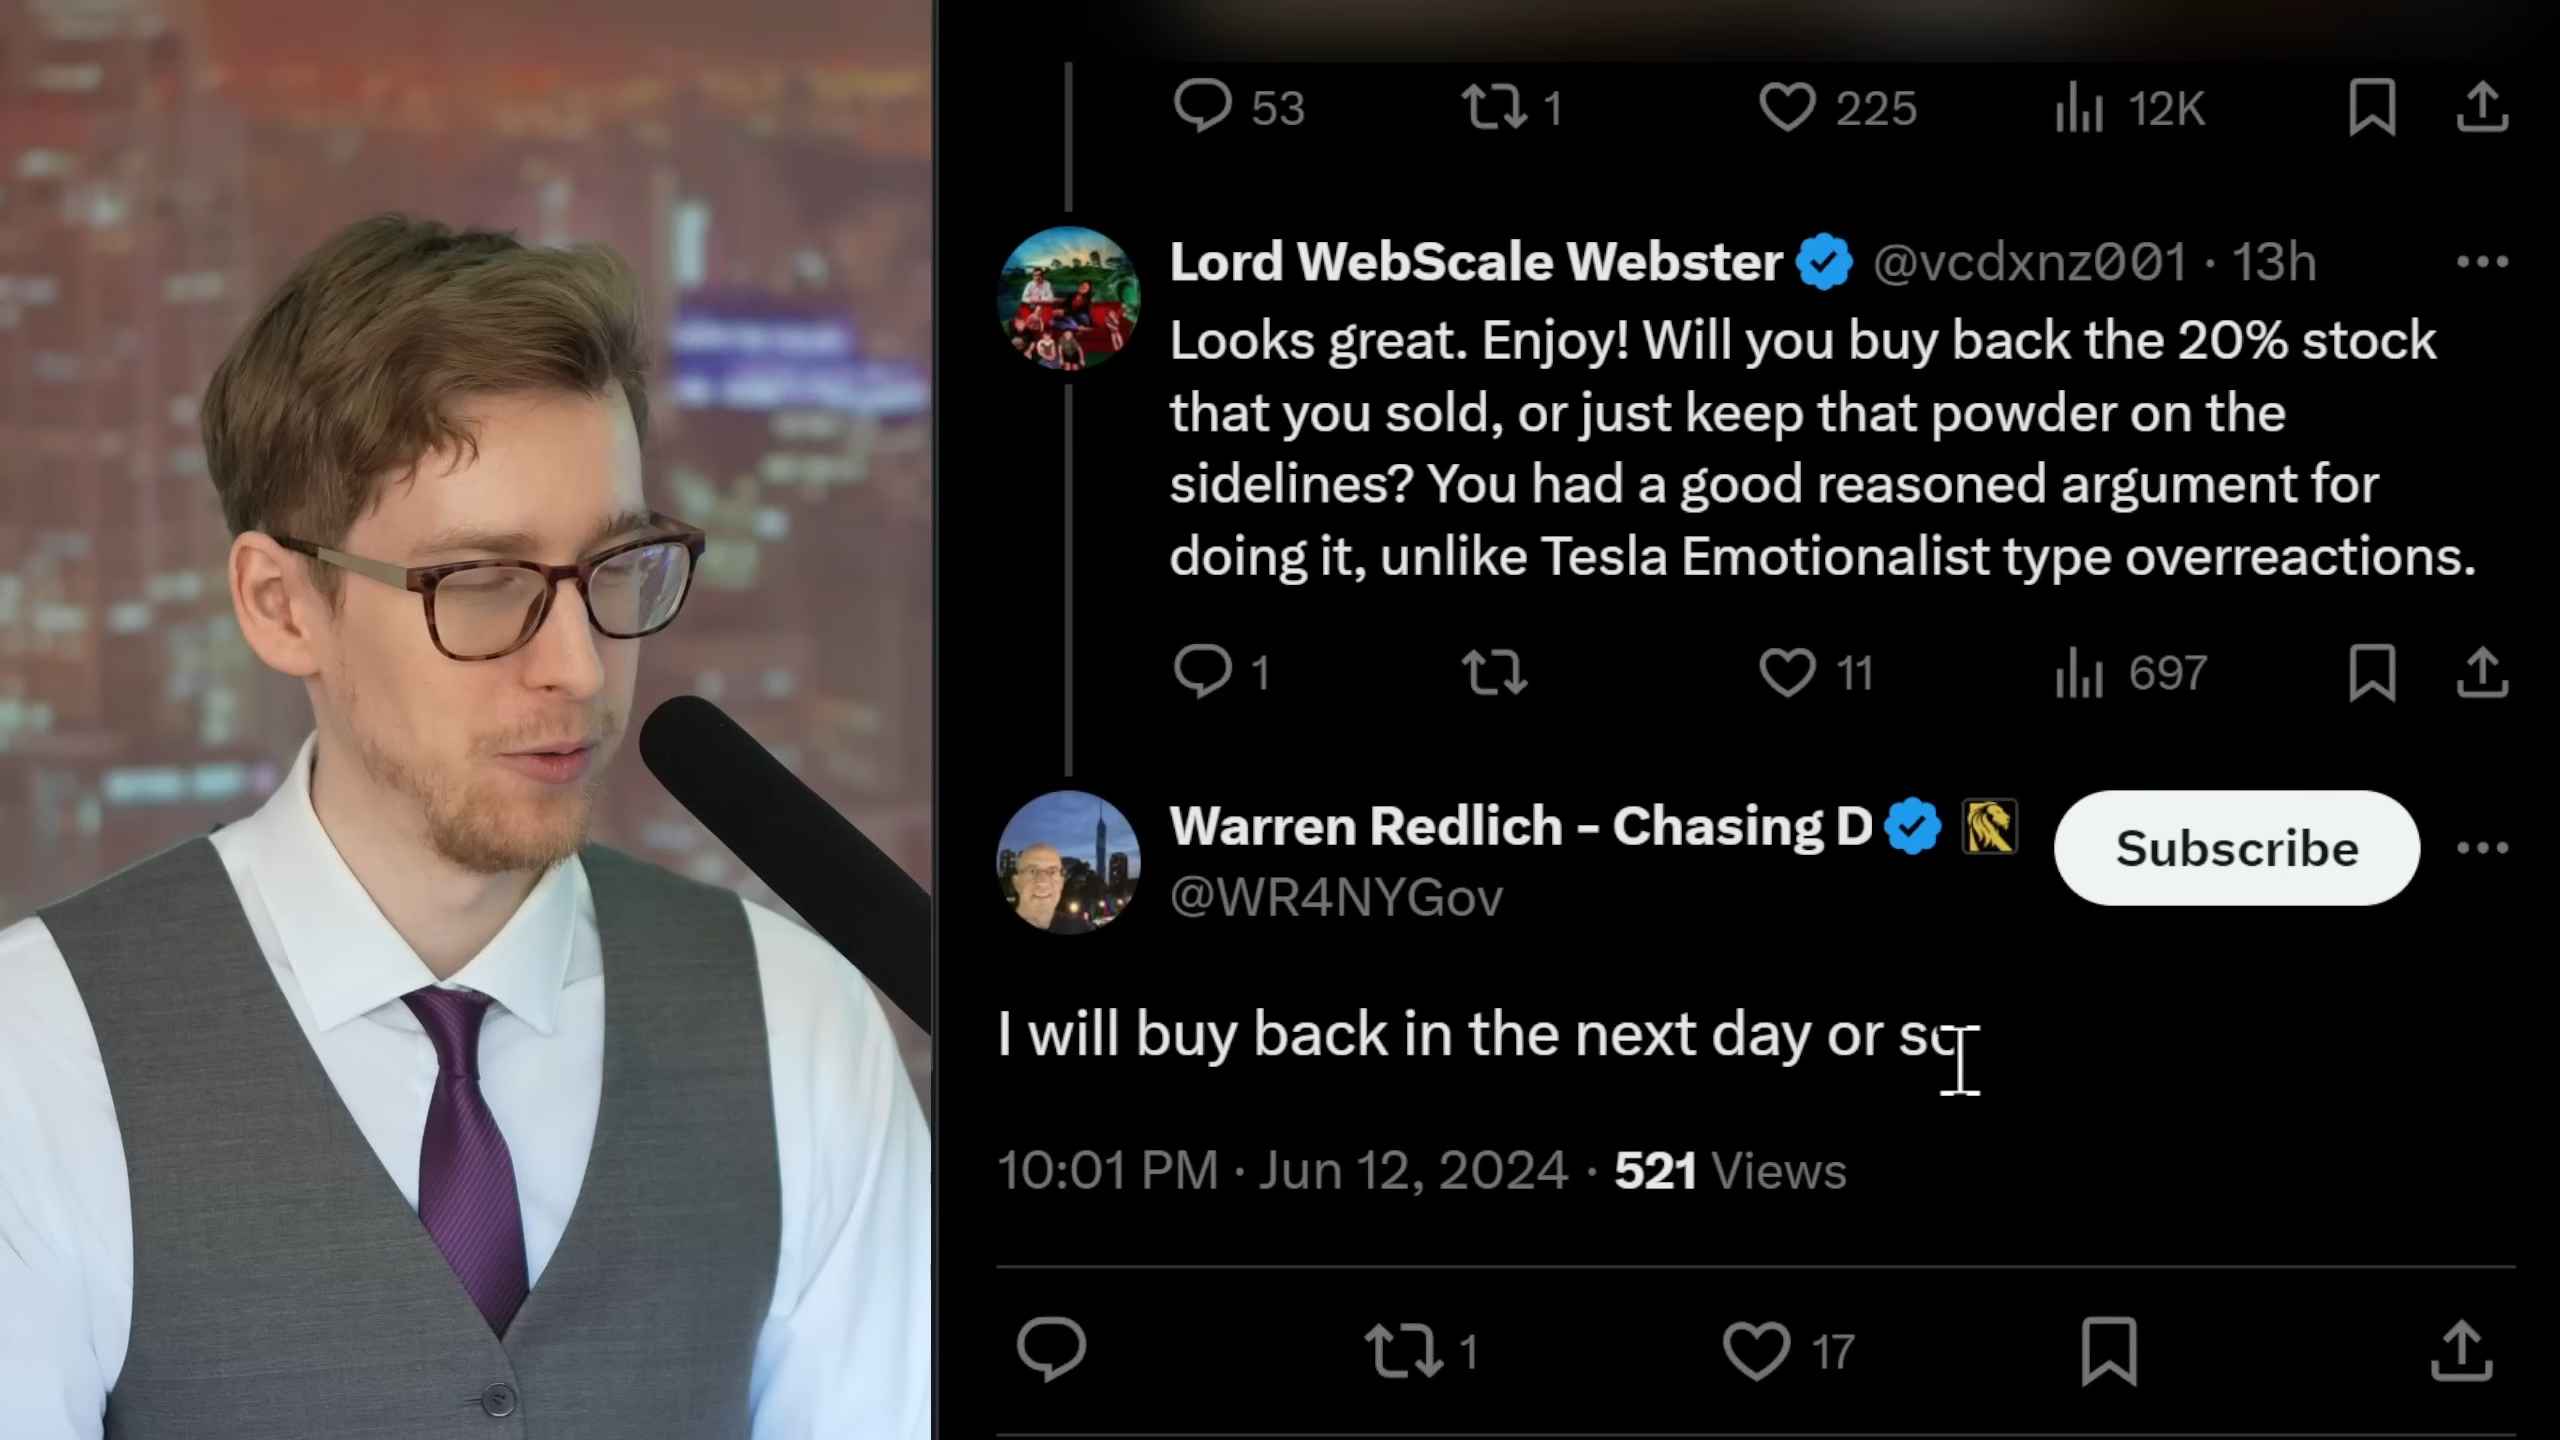 53 1 225 12K
Lord WebScale Webster @vcdxnz001 · 13h
Looks great. Enjoy! Will you buy back the 20% stock
that you sold, or just keep that powder on the
sidelines? You had a good reasoned argument for
doing it, unlike Tesla Emotionalist type overreactions.
1 11 697
Warren Redlich - Chasing D
Subscribe
@WR4NYGov
I will buy back in the next day or so
10:01 PM · Jun 12, 2024 · 521 Views
1 17